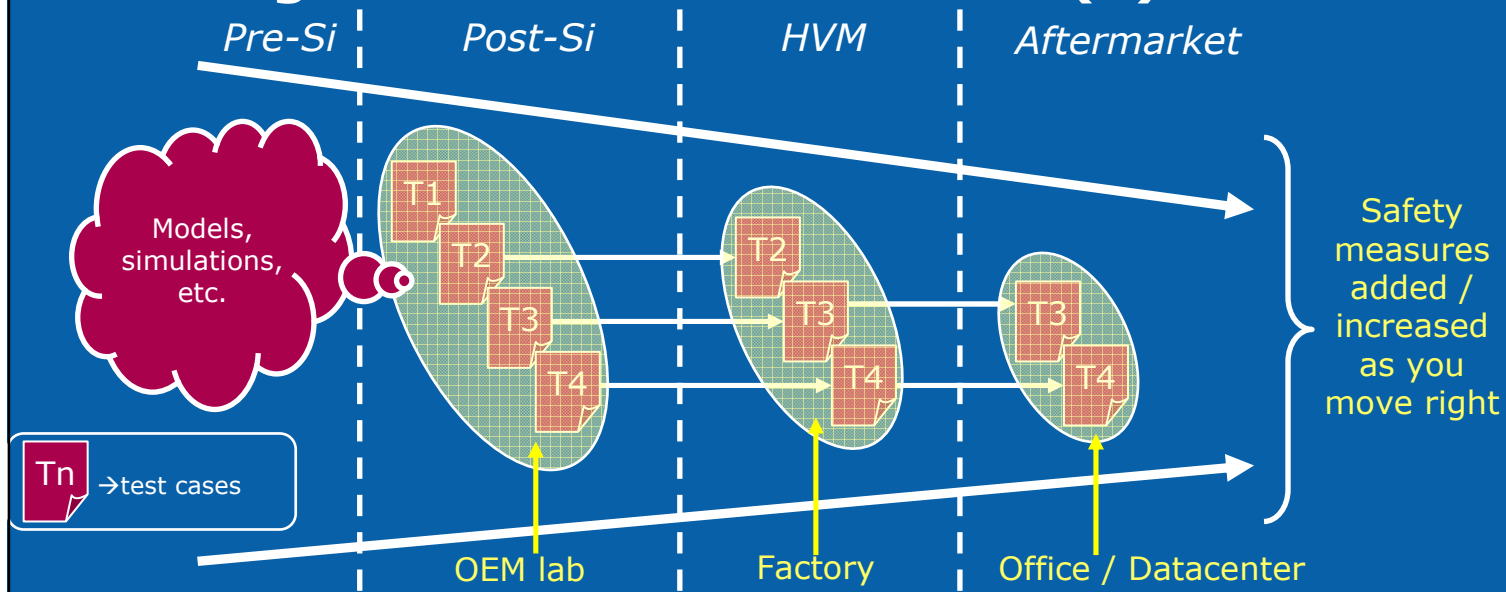 Pre-Si
Post-Si
HVM
Aftermarket
Models,
simulations,
etc.
T1
T2
T3
T4
T2
T3
T4
T3
T4
Safety
measures
added /
increased
as you
move right
Tn
→test cases
OEM lab
Factory
Office / Datacenter